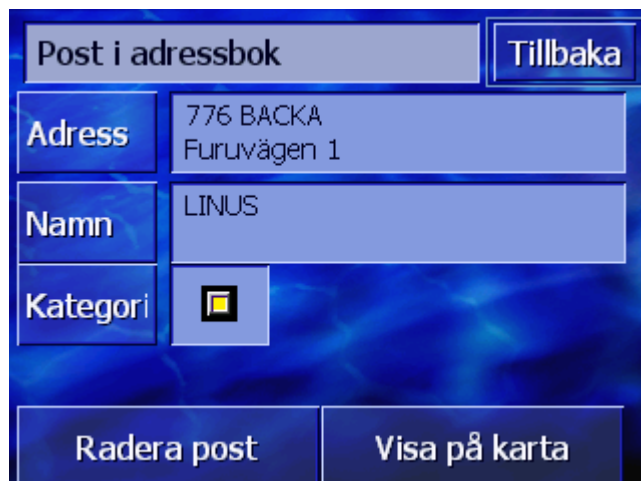 Post i adressbok
Tillbaka
Adress
776 BACKA
Furuvägen 1
Namn
LINUS
Kategori
Radera post
Visa på karta